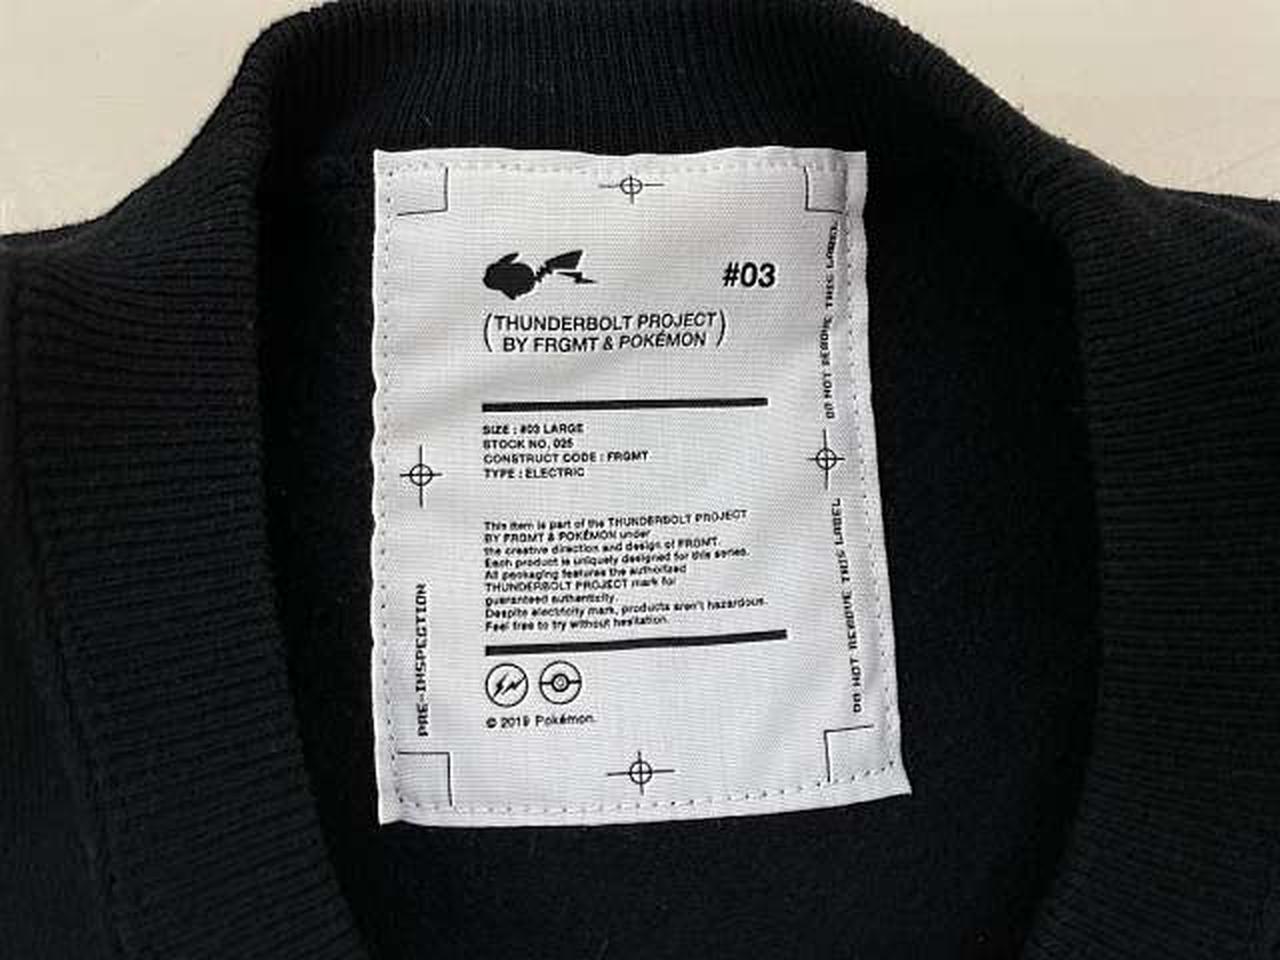 #03
(THUNDERBOLT PROJECT
BY FRGMT & POKÉMON)
SIZE : #03 LARGE
STOCK NO. 025
CONSTRUCT CODE : FRGMT
TYPE : ELECTRIC
This item is part of the THUNDERBOLT PROJECT
BY FRGMT & POKÉMON under
the creative direction and design of FRGMT.
Each product is uniquely designed for this series.
All packaging features the authorized
THUNDERBOLT PROJECT mark for
guaranteed authenticity.
Despite electricity mark, products aren't hazardous.
Feel free to try without hesitation.
© 2019 Pokémon.
PRE-INSPECTION
DO NOT REMOVE THIS LABEL
DO NOT REMOVE THIS LABEL